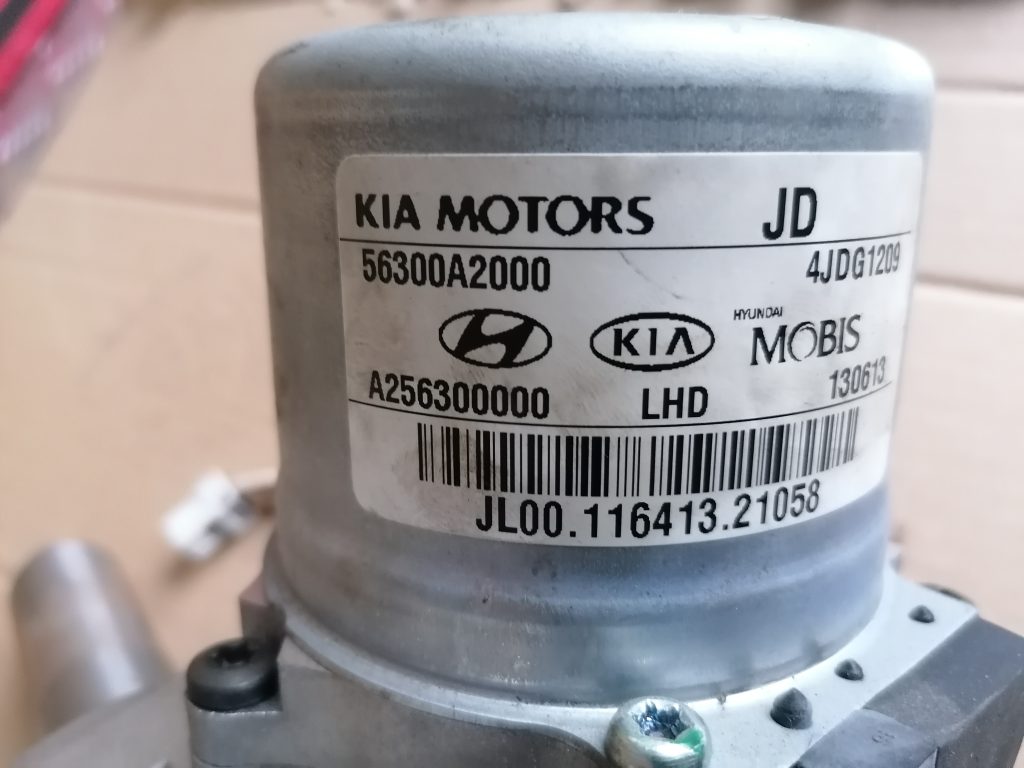 KIA MOTORS JD
56300A2000 4JDG1209
KIA HYUNDAI MOBIS
A256300000 LHD 130613
JL00.116413.21058